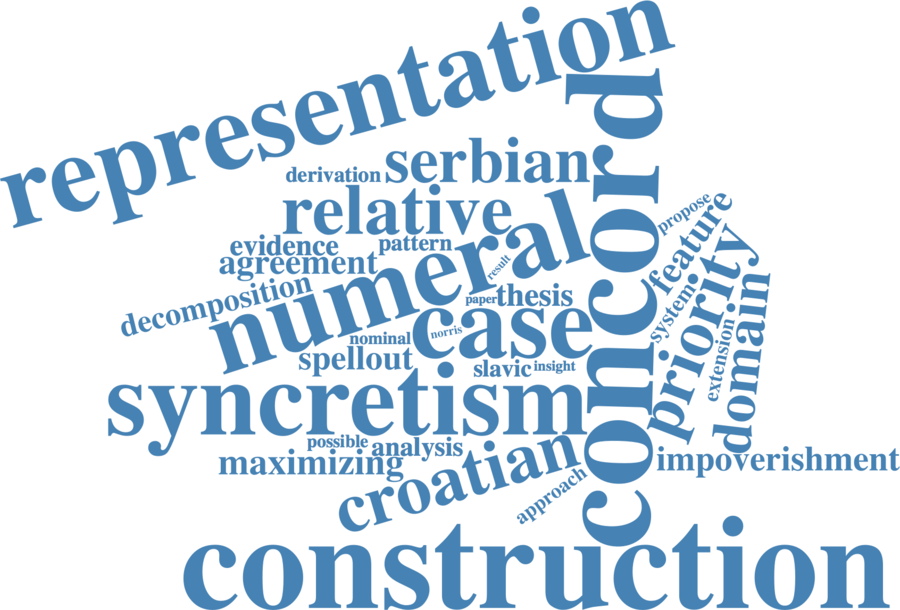 representation
concord
derivation
serbian
relative
propose
feature
evidence
pattern
agreement
result
numeral
priority
decomposition
paper
thesis
system
domain
case
norris
nominal
extension
spellout
slavic
insight
syncretism
possible
analysis
maximizing
croatian
impoverishment
approach
construction